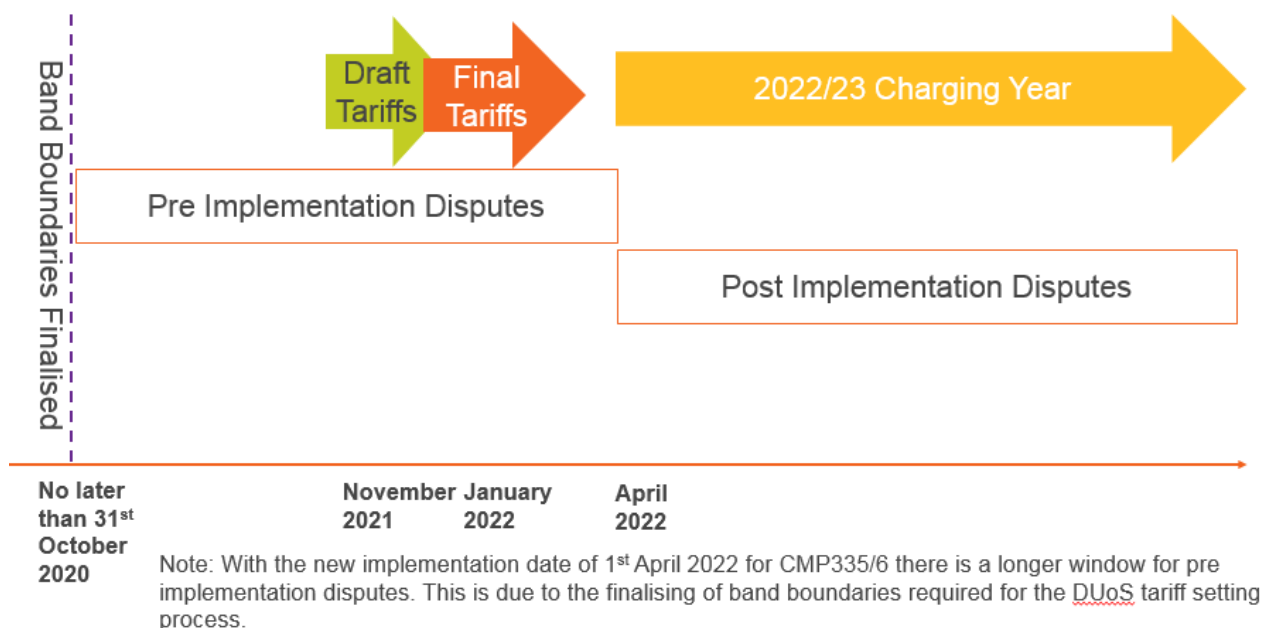 Band Boundaries Finalised
Draft
Tariffs
Final
Tariffs
2022/23 Charging Year
Pre Implementation Disputes
Post Implementation Disputes
No later
than 31st
October
2020
November
2021
January
2022
April
2022
Note: With the new implementation date of 1st April 2022 for CMP335/6 there is a longer window for pre
implementation disputes. This is due to the finalising of band boundaries required for the DUoS tariff setting
process.